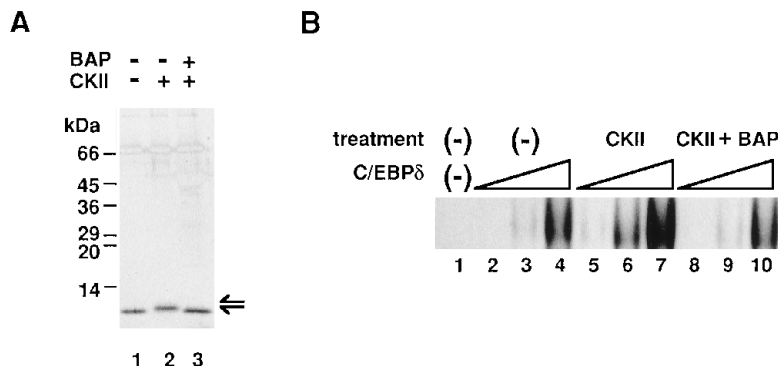 A
BAP - - +
CKII - + +
kDa
66
45
36
29
20
14
1 2 3
B
treatment (-) (-) CKII CKII + BAP
C/EBPδ (-)
1 2 3 4 5 6 7 8 9 10